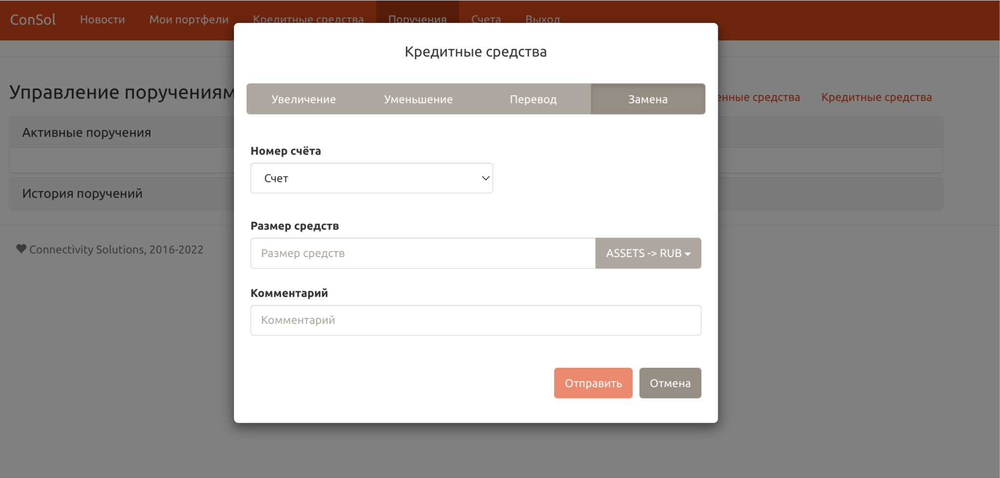 ConSol Новости Мои портфели Кредитные средства Поручения Счета Выход
Кредитные средства
Увеличение Уменьшение Перевод Замена
Управление поручениям
Кредитные средства
средства
Активные поручения
История поручений
Номер счёта
Счет
Размер средств
Размер средств ASSETS -> RUB
Комментарий
Комментарий
Отправить Отмена
Connectivity Solutions, 2016-2022